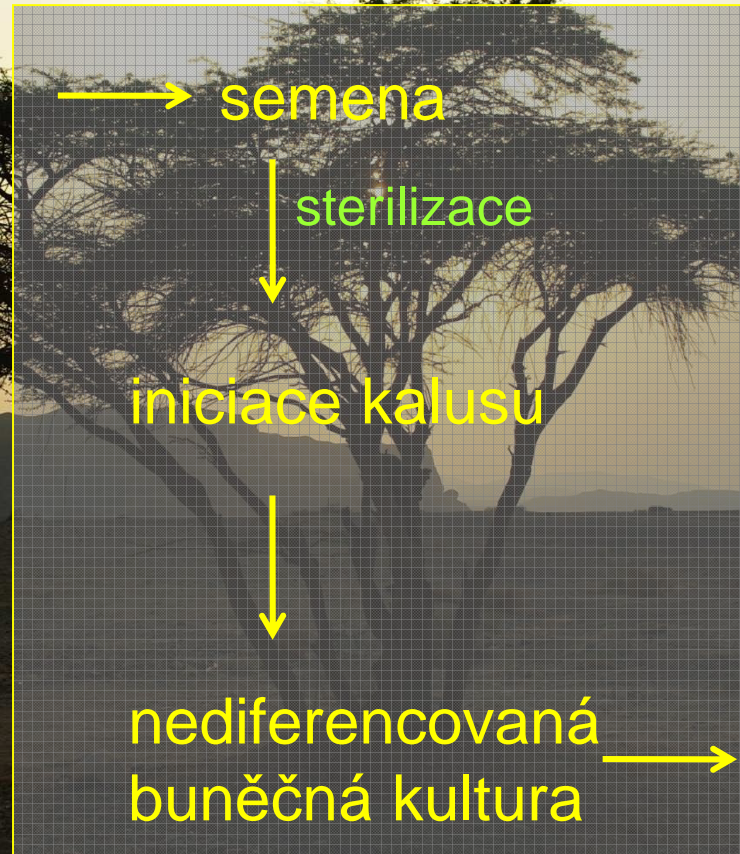 semena
sterilizace
iniciace kalusu
nediferencovaná
buněčná kultura